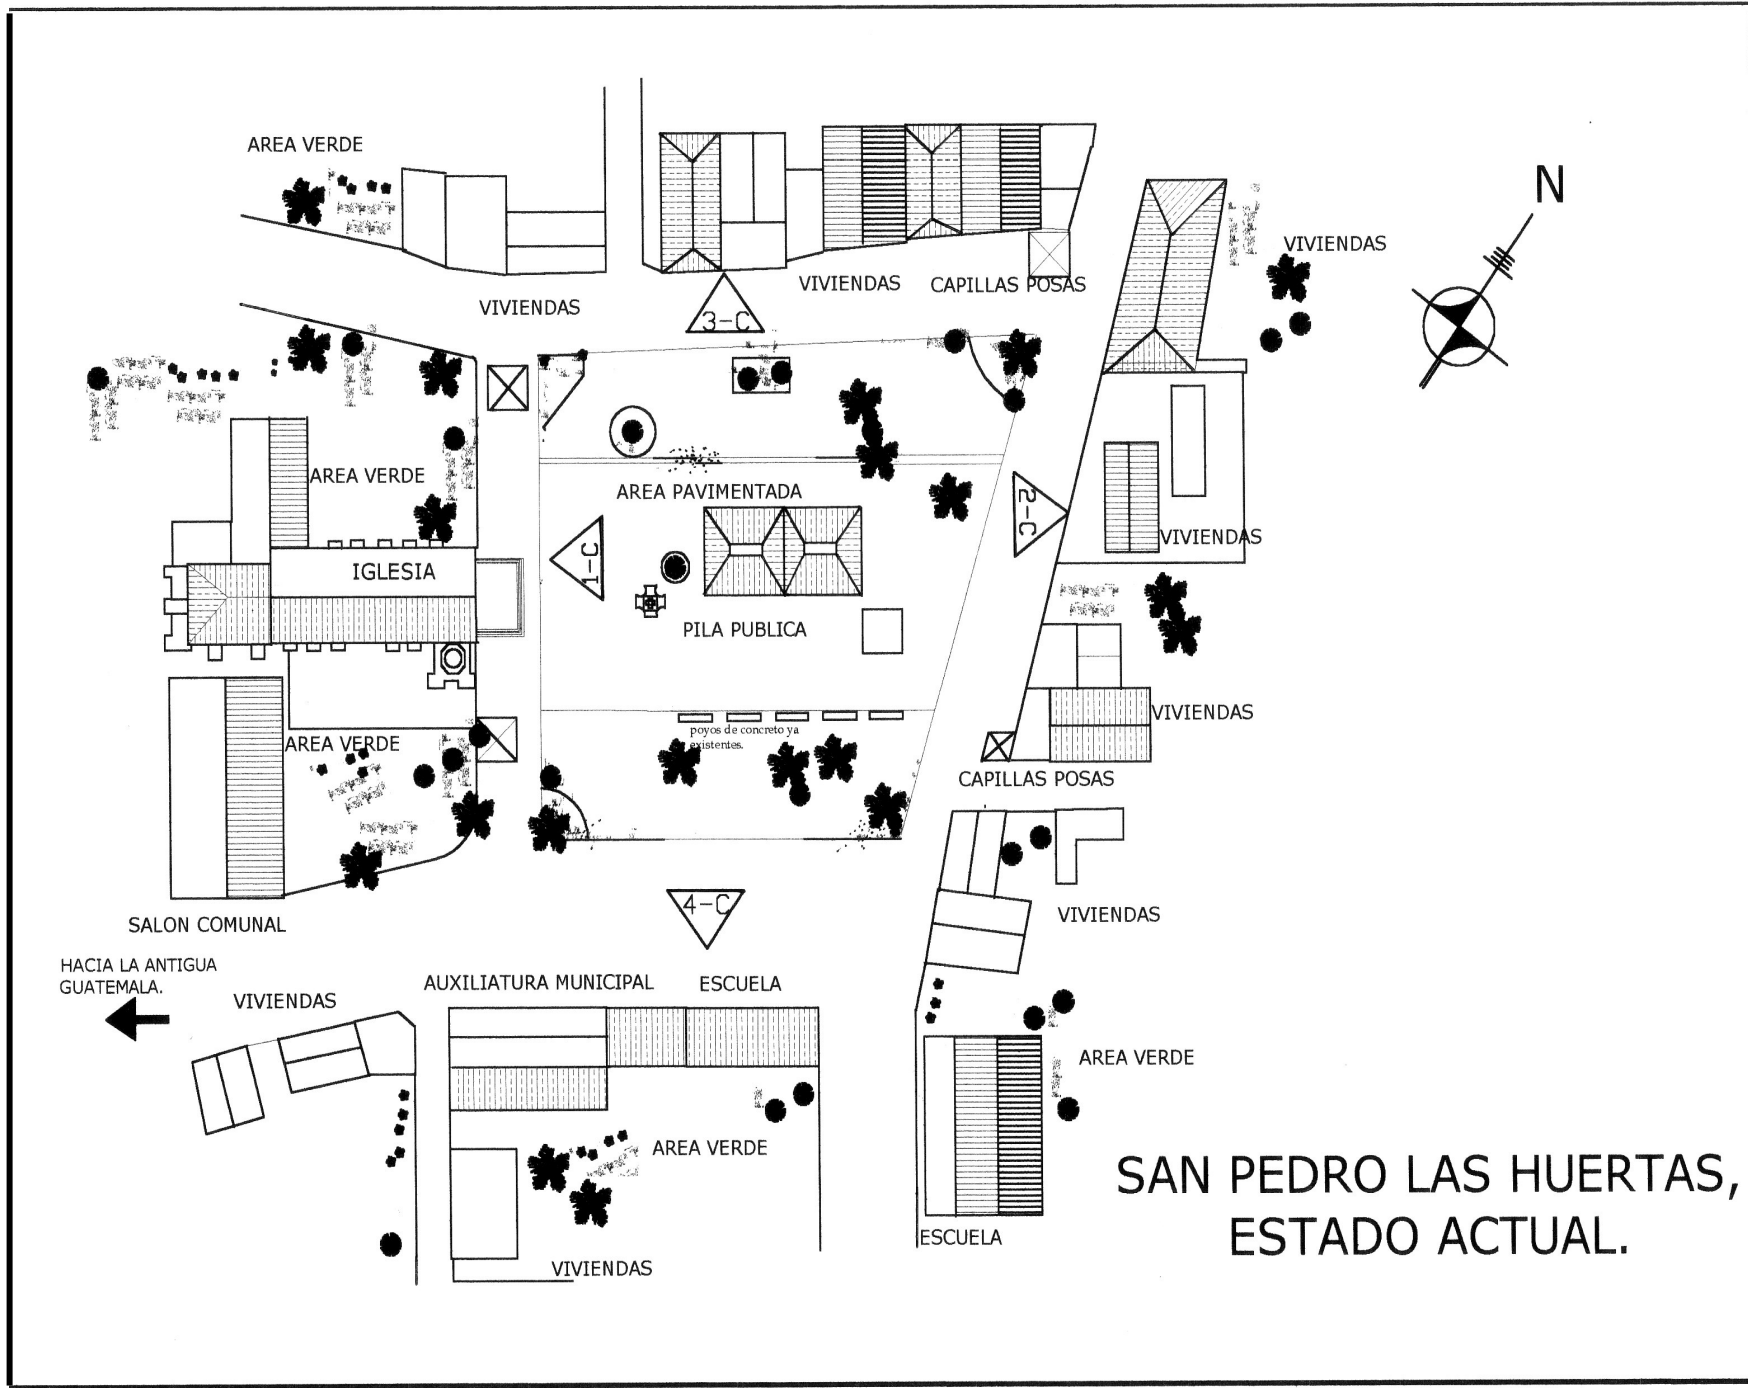 AREA VERDE
N
VIVIENDAS
VIVIENDAS
CAPILLAS POSAS
VIVIENDAS
3-C
AREA VERDE
AREA PAVIMENTADA
2-C
VIVIENDAS
1-C
IGLESIA
PILA PUBLICA
VIVIENDAS
poyos de concreto ya
existentes.
AREA VERDE
CAPILLAS POSAS
4-C
VIVIENDAS
SALON COMUNAL
HACIA LA ANTIGUA
GUATEMALA.
VIVIENDAS
AUXILIATURA MUNICIPAL
ESCUELA
AREA VERDE
AREA VERDE
SAN PEDRO LAS HUERTAS,
ESTADO ACTUAL.
ESCUELA
VIVIENDAS